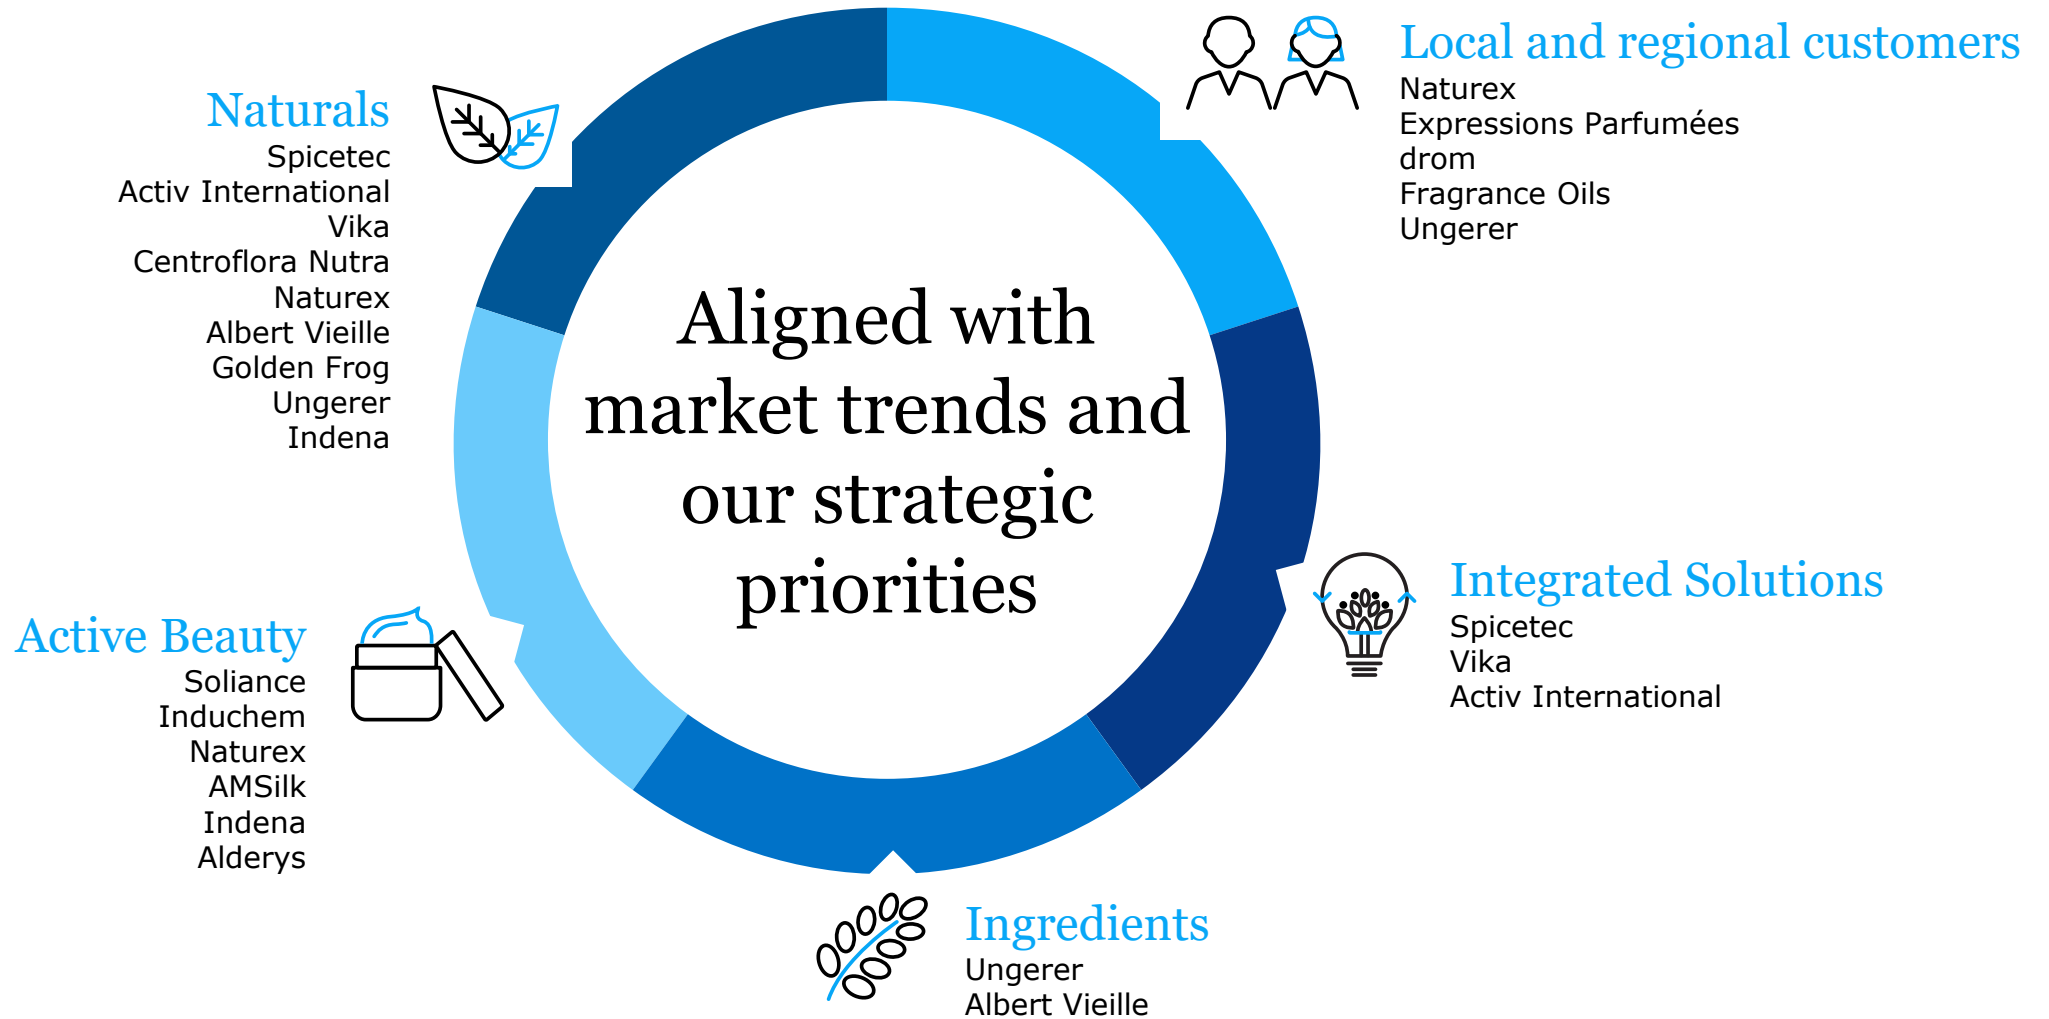 Naturals
Spicetec
Activ International
Vika
Centroflora Nutra
Naturex
Albert Vieille
Golden Frog
Ungerer
Indena
Local and regional customers
Naturex
Expressions Parfumées
drom
Fragrance Oils
Ungerer
Aligned with
market trends and
our strategic
priorities
Active Beauty
Soliance
Induchem
Naturex
AMSilk
Indena
Alderys
Integrated Solutions
Spicetec
Vika
Activ International
Ingredients
Ungerer
Albert Vieille